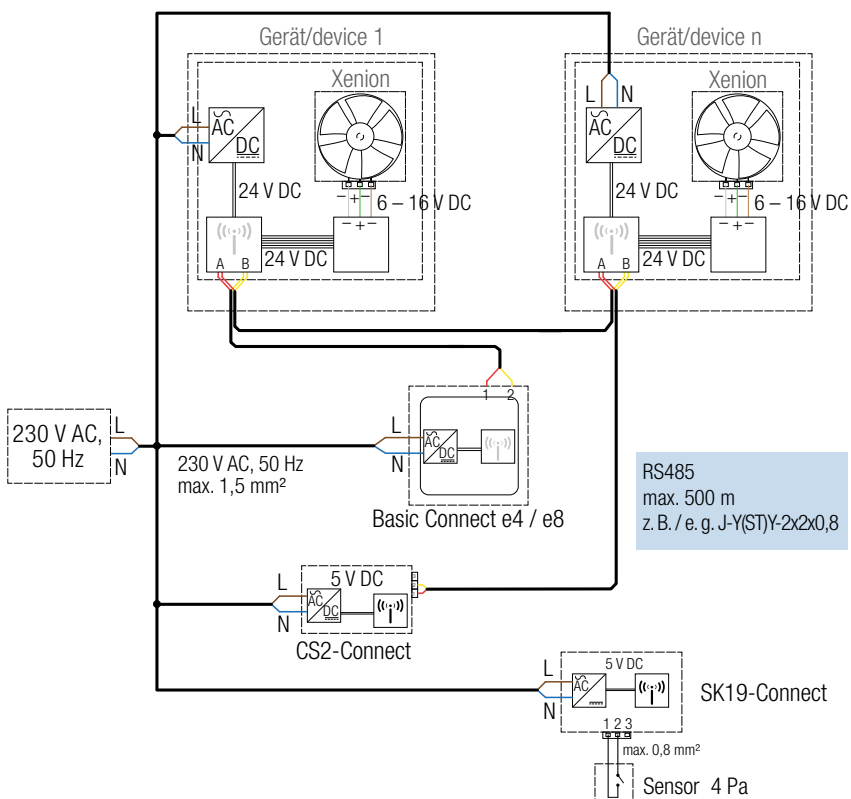 Gerät/device 1
Gerät/device n
Xenion
Xenion
L
N
AC
DC
L N
AC
DC
24 V DC
24 V DC
− + −
6 – 16 V DC
− + −
6 – 16 V DC
− + −
24 V DC
A B
− + −
24 V DC
A B
1 2
230 V AC,
50 Hz
L
N
230 V AC, 50 Hz
max. 1,5 mm²
L
N
AC
DC
Basic Connect e4 / e8
RS485
max. 500 m
z. B. / e. g. J-Y(ST)Y-2x2x0,8
L
N
5 V DC
AC
DC
CS2-Connect
L
N
5 V DC
AC
SK19-Connect
1 2 3
max. 0,8 mm²
Sensor 4 Pa